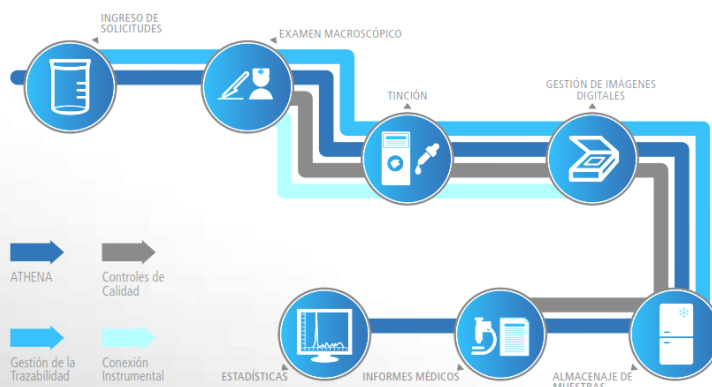 INGRESO DE
SOLICITUDES
EXAMEN MACROSCÓPICO
TINCIÓN
GESTIÓN DE IMÁGENES
DIGITALES
ATHENA
Controles de
Calidad
Gestión de la
Trazabilidad
Conexión
Instrumental
ESTADÍSTICAS
INFORMES MÉDICOS
ALMACENAJE DE
MUESTRAS